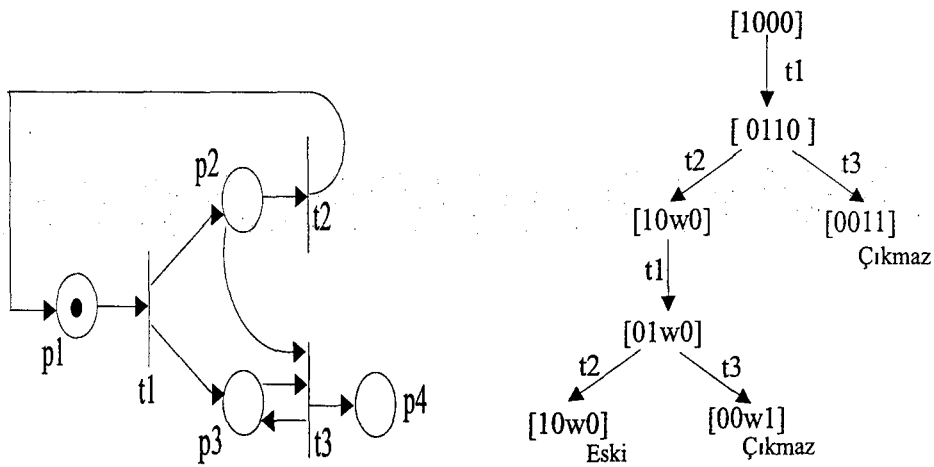 p1
t1
p2
t2
p3
t3
p4
[1000]
t1
[ 0110 ]
t2
t3
[10w0]
[0011]
Çıkmaz
t1
[01w0]
t2
t3
[10w0]
Eski
[00w1]
Çıkmaz